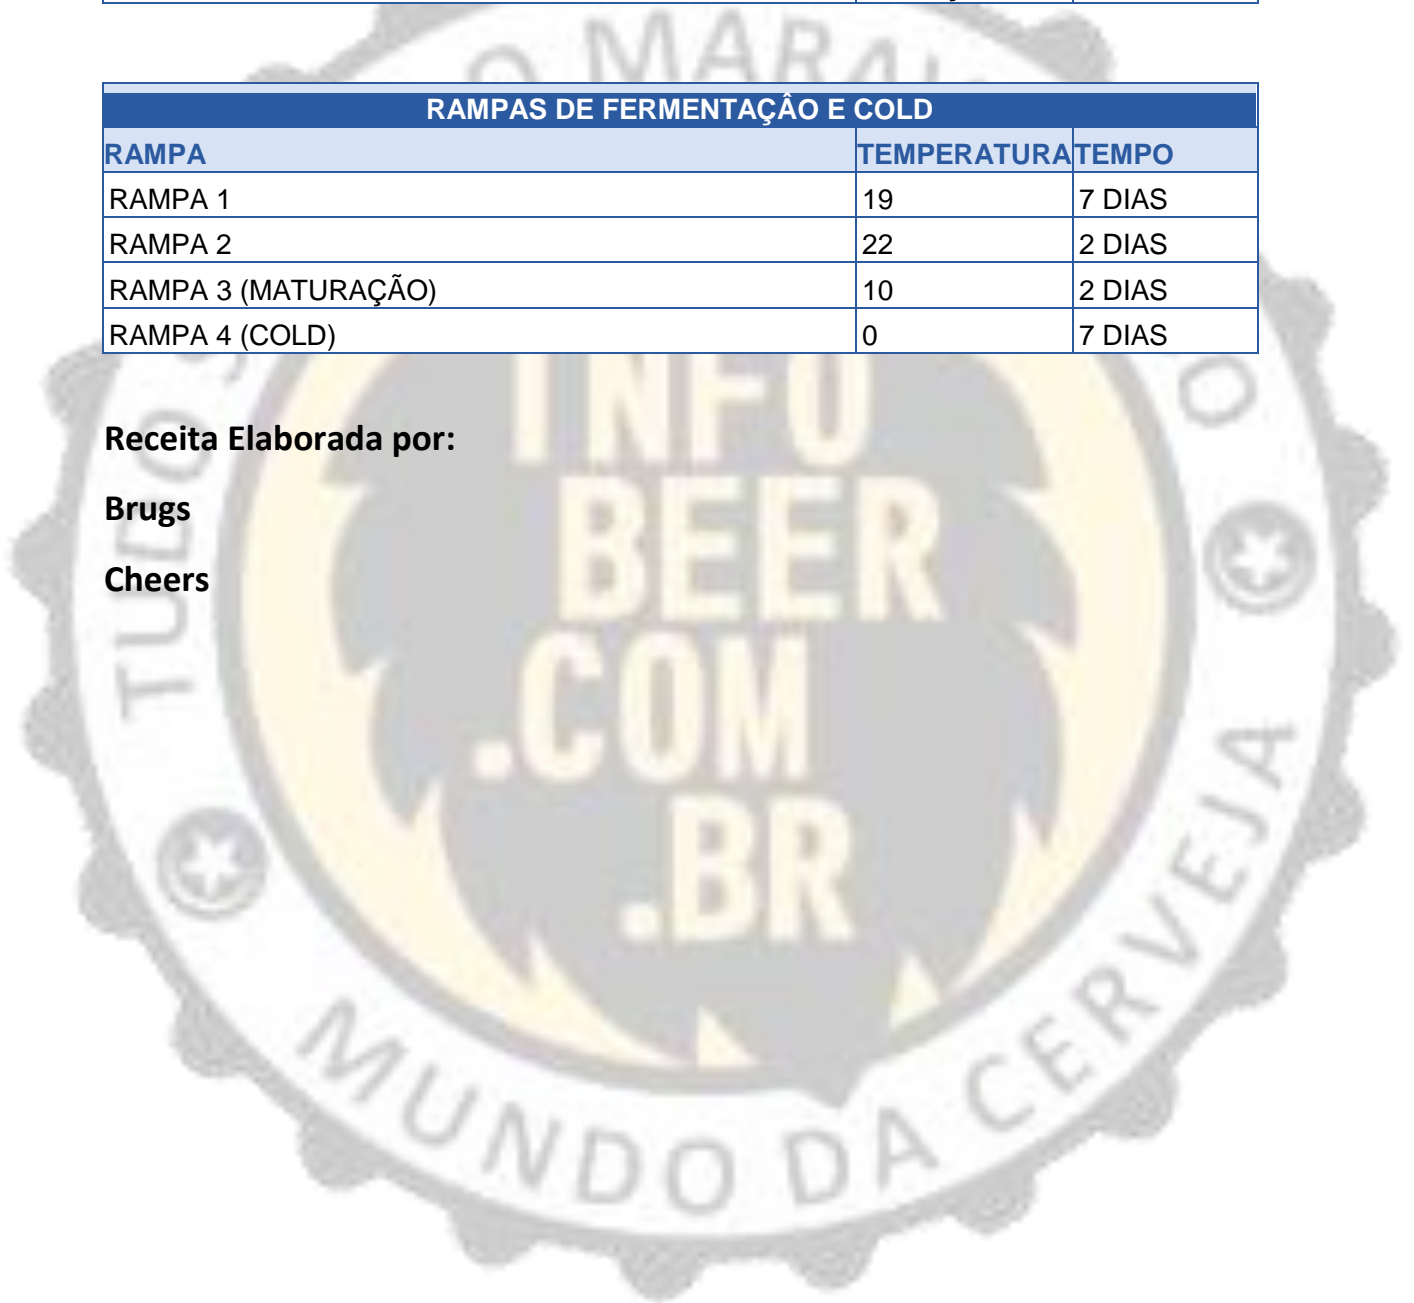 RAMPAS DE FERMENTAÇÂO E COLD
RAMPA TEMPERATURA TEMPO
RAMPA 1 19 7 DIAS
RAMPA 2 22 2 DIAS
RAMPA 3 (MATURAÇÃO) 10 2 DIAS
RAMPA 4 (COLD) 0 7 DIAS
Receita Elaborada por:
Brugs
Cheers
INFO
BEER
.COM
.BR
TUDO
MUNDO DA CERVEJA